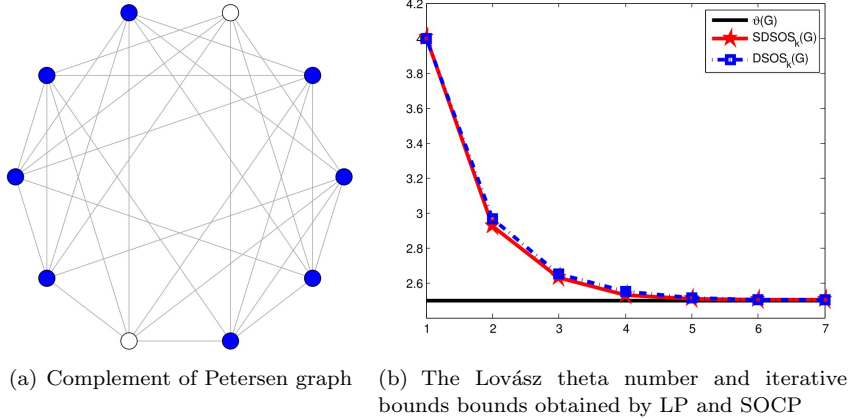 4.2
4
3.8
3.6
3.4
3.2
3
2.8
2.6
1 2 3 4 5 6 7
ϑ(G)
SDSOS_k(G)
DSOS_k(G)
(a) Complement of Petersen graph
(b) The Lovász theta number and iterative
bounds bounds obtained by LP and SOCP